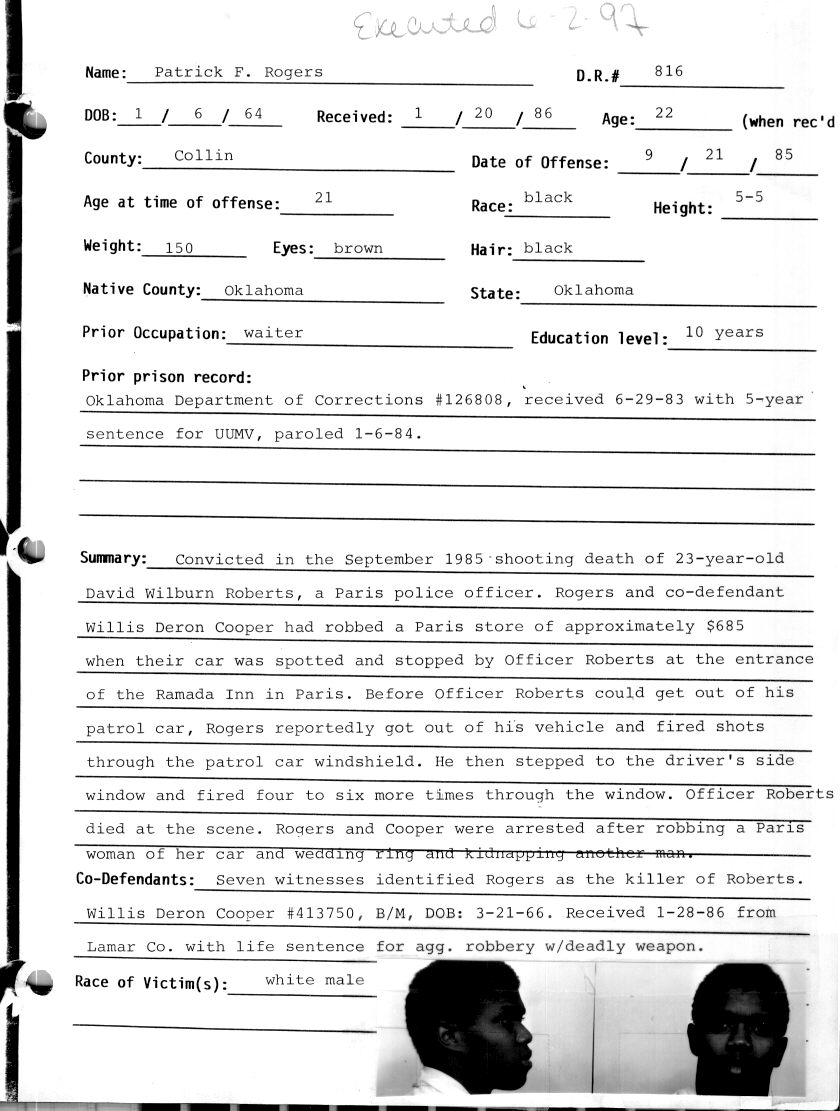 Executed 6-2-97
Name: Patrick F. Rogers D.R.# 816
DOB: 1 / 6 / 64 Received: 1 / 20 / 86 Age: 22 (when rec'd
County: Collin Date of Offense: 9 / 21 / 85
Age at time of offense: 21 Race: black Height: 5-5
Weight: 150 Eyes: brown Hair: black
Native County: Oklahoma State: Oklahoma
Prior Occupation: waiter Education level: 10 years
Prior prison record:
Oklahoma Department of Corrections #126808, received 6-29-83 with 5-year
sentence for UUMV, paroled 1-6-84.
Summary: Convicted in the September 1985 shooting death of 23-year-old
David Wilburn Roberts, a Paris police officer. Rogers and co-defendant
Willis Deron Cooper had robbed a Paris store of approximately $685
when their car was spotted and stopped by Officer Roberts at the entrance
of the Ramada Inn in Paris. Before Officer Roberts could get out of his
patrol car, Rogers reportedly got out of his vehicle and fired shots
through the patrol car windshield. He then stepped to the driver's side
window and fired four to six more times through the window. Officer Roberts
died at the scene. Rogers and Cooper were arrested after robbing a Paris
woman of her car and wedding ring and kidnapping another man.
Co-Defendants: Seven witnesses identified Rogers as the killer of Roberts.
Willis Deron Cooper #413750, B/M, DOB: 3-21-66. Received 1-28-86 from
Lamar Co. with life sentence for agg. robbery w/deadly weapon.
Race of Victim(s): white male